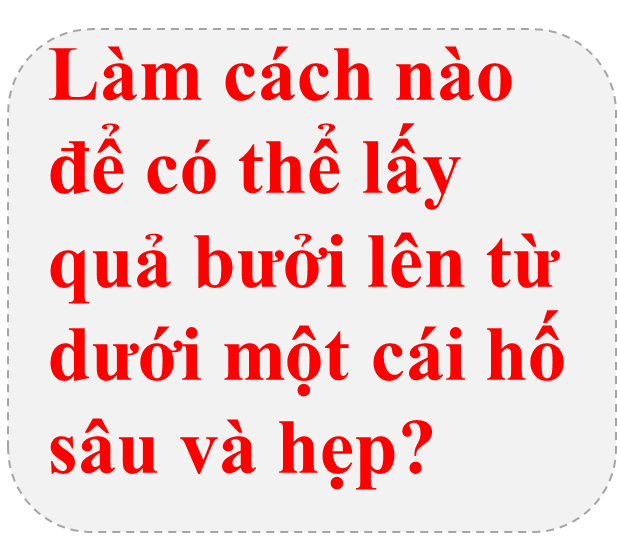 Làm cách nào
để có thể lấy
quả bưởi lên từ
dưới một cái hố
sâu và hẹp?